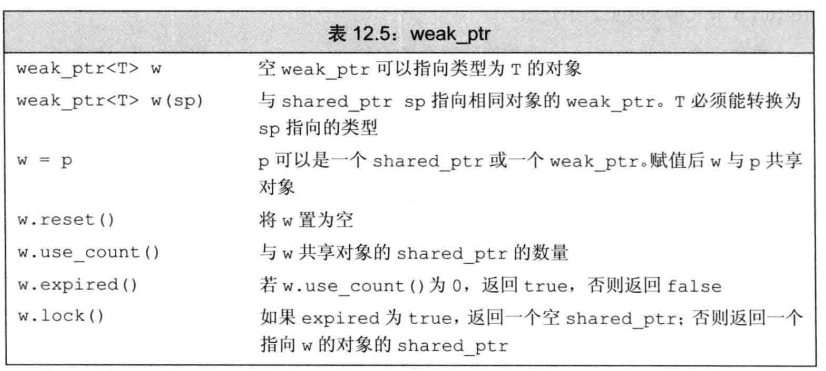 表 12.5：weak_ptr
weak_ptr<T> w 空 weak_ptr 可以指向类型为 T 的对象
weak_ptr<T> w(sp) 与 shared_ptr sp 指向相同对象的 weak_ptr。T 必须能转换为
sp 指向的类型
w = p p 可以是一个 shared_ptr 或一个 weak_ptr。赋值后 w 与 p 共享
对象
w.reset() 将 w 置为空
w.use_count() 与 w 共享对象的 shared_ptr 的数量
w.expired() 若 w.use_count()为 0，返回 true，否则返回 false
w.lock() 如果 expired 为 true，返回一个空 shared_ptr；否则返回一个
指向 w 的对象的 shared_ptr